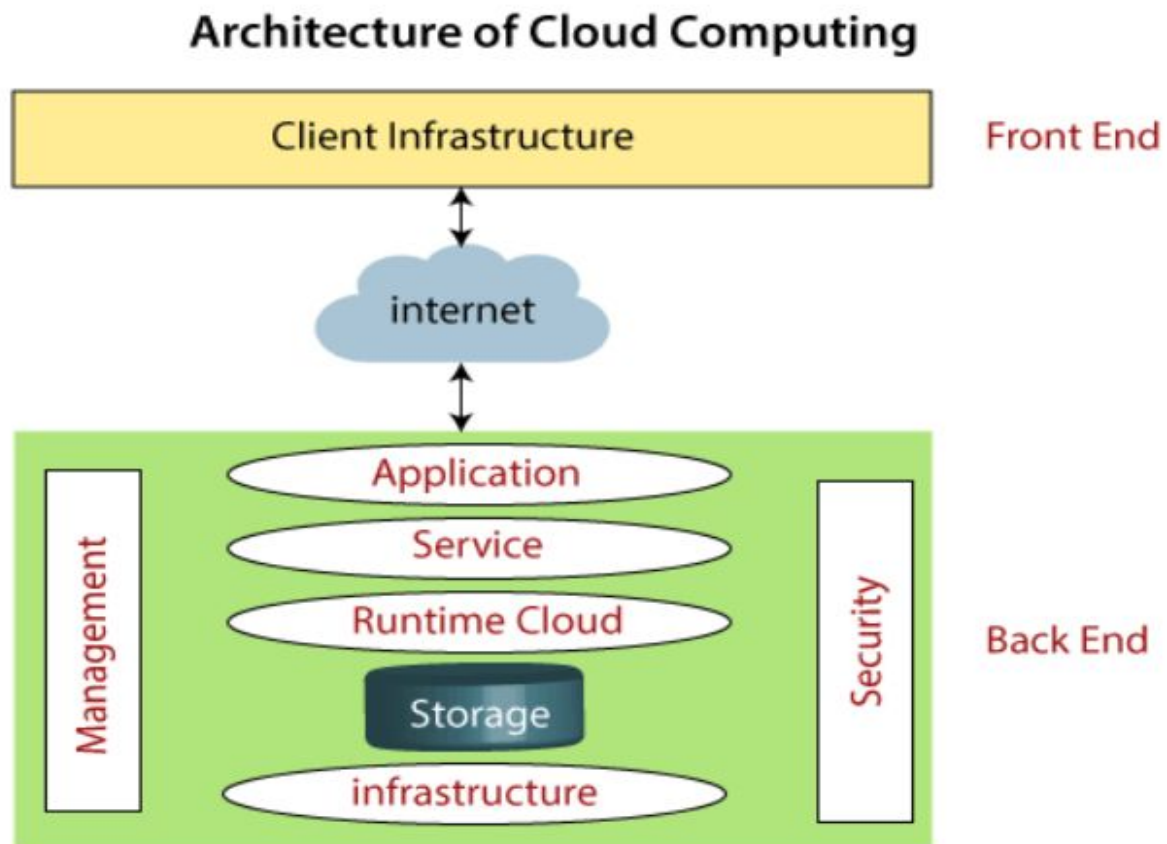 Architecture of Cloud Computing
Client Infrastructure
Front End
internet
Application
Service
Runtime Cloud
Storage
infrastructure
Management
Security
Back End